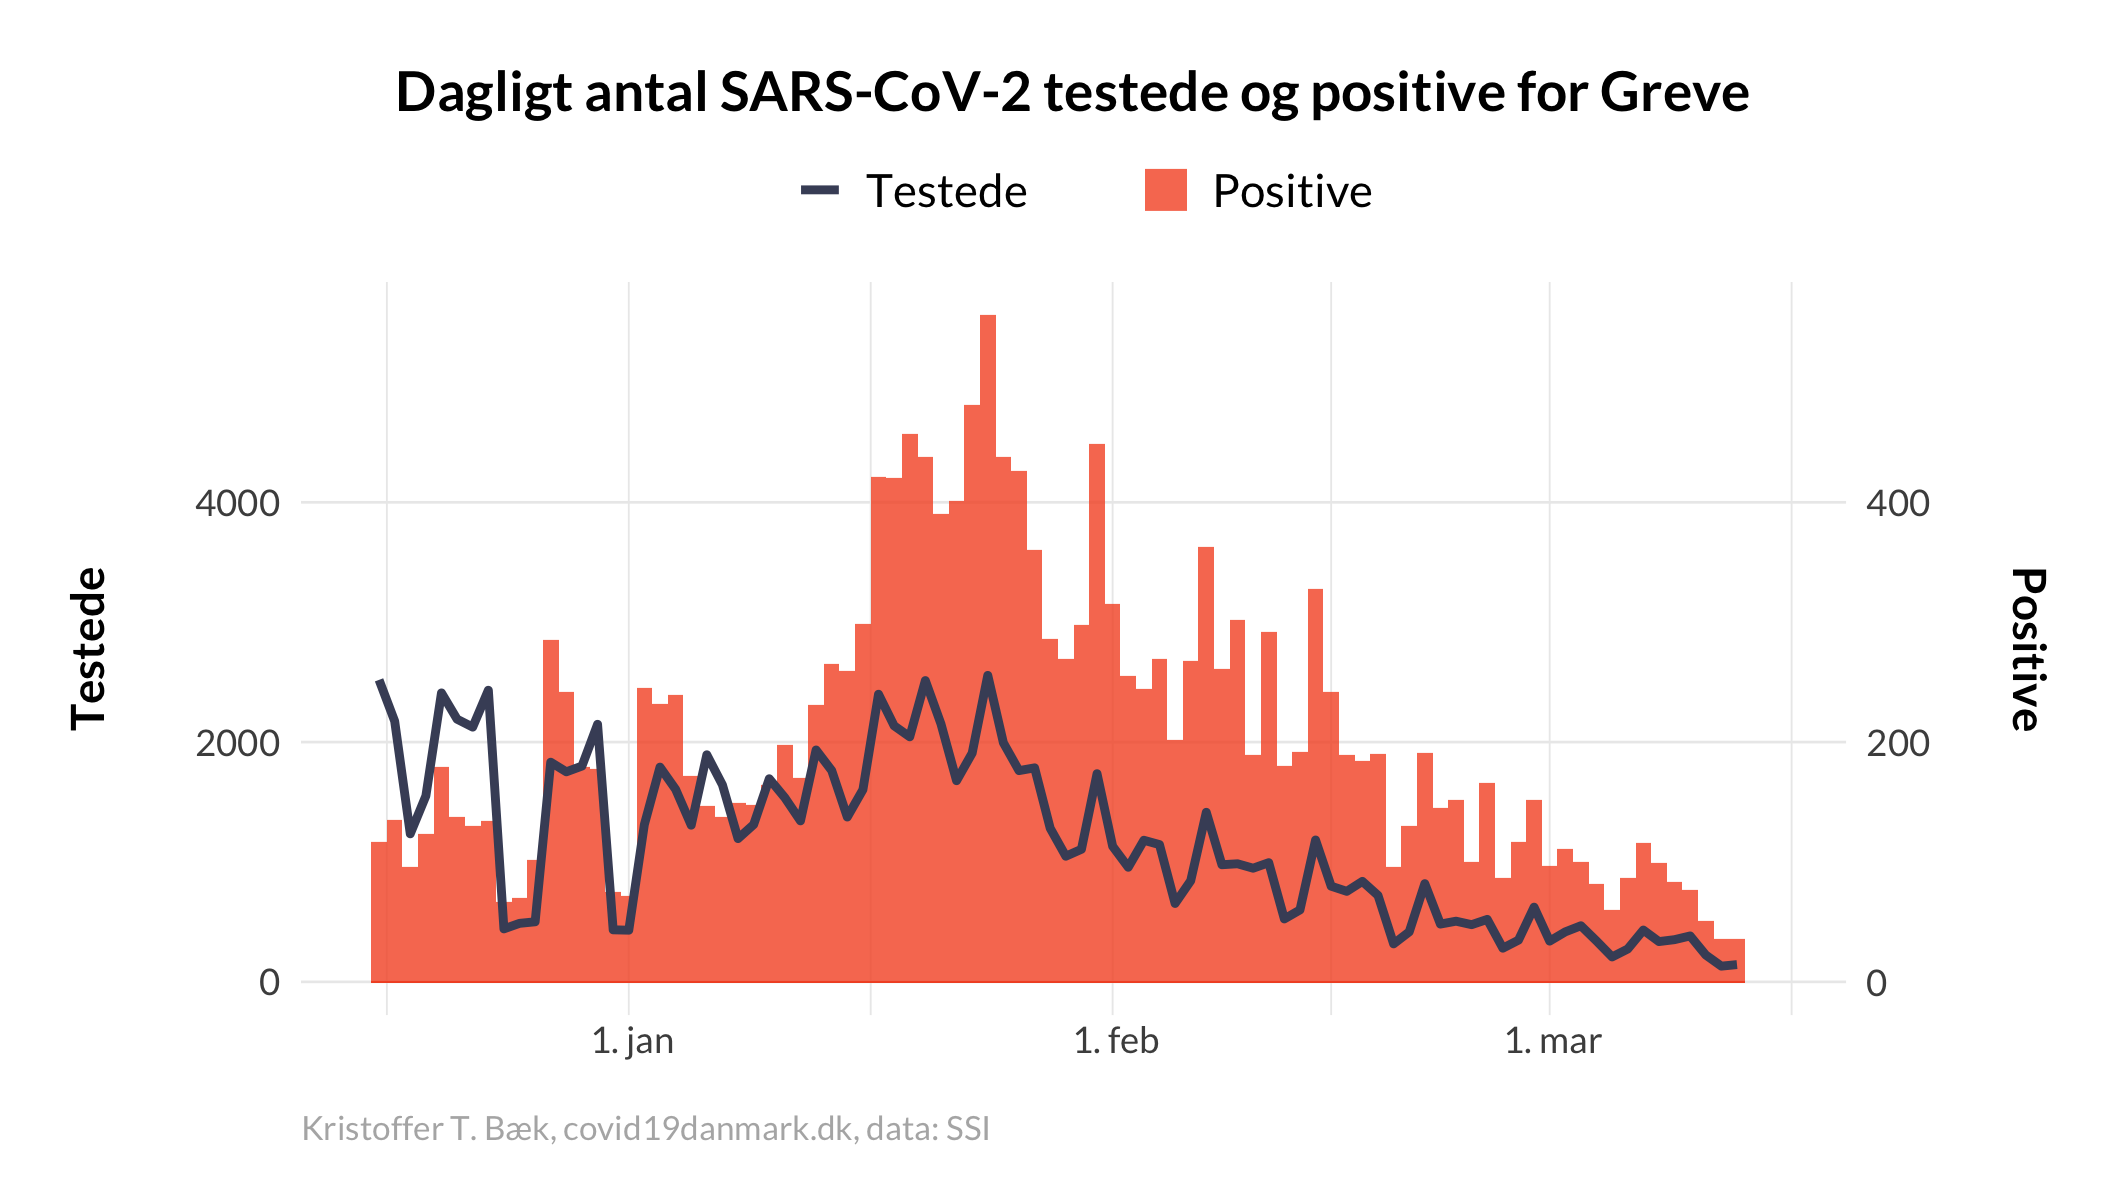 Dagligt antal SARS-CoV-2 testede og positive for Greve
Testede
Positive
Testede
4000
2000
0
400
200
0
Positive
1. jan
1. feb
1. mar
Kristoffer T. Bæk, covid19danmark.dk, data: SSI